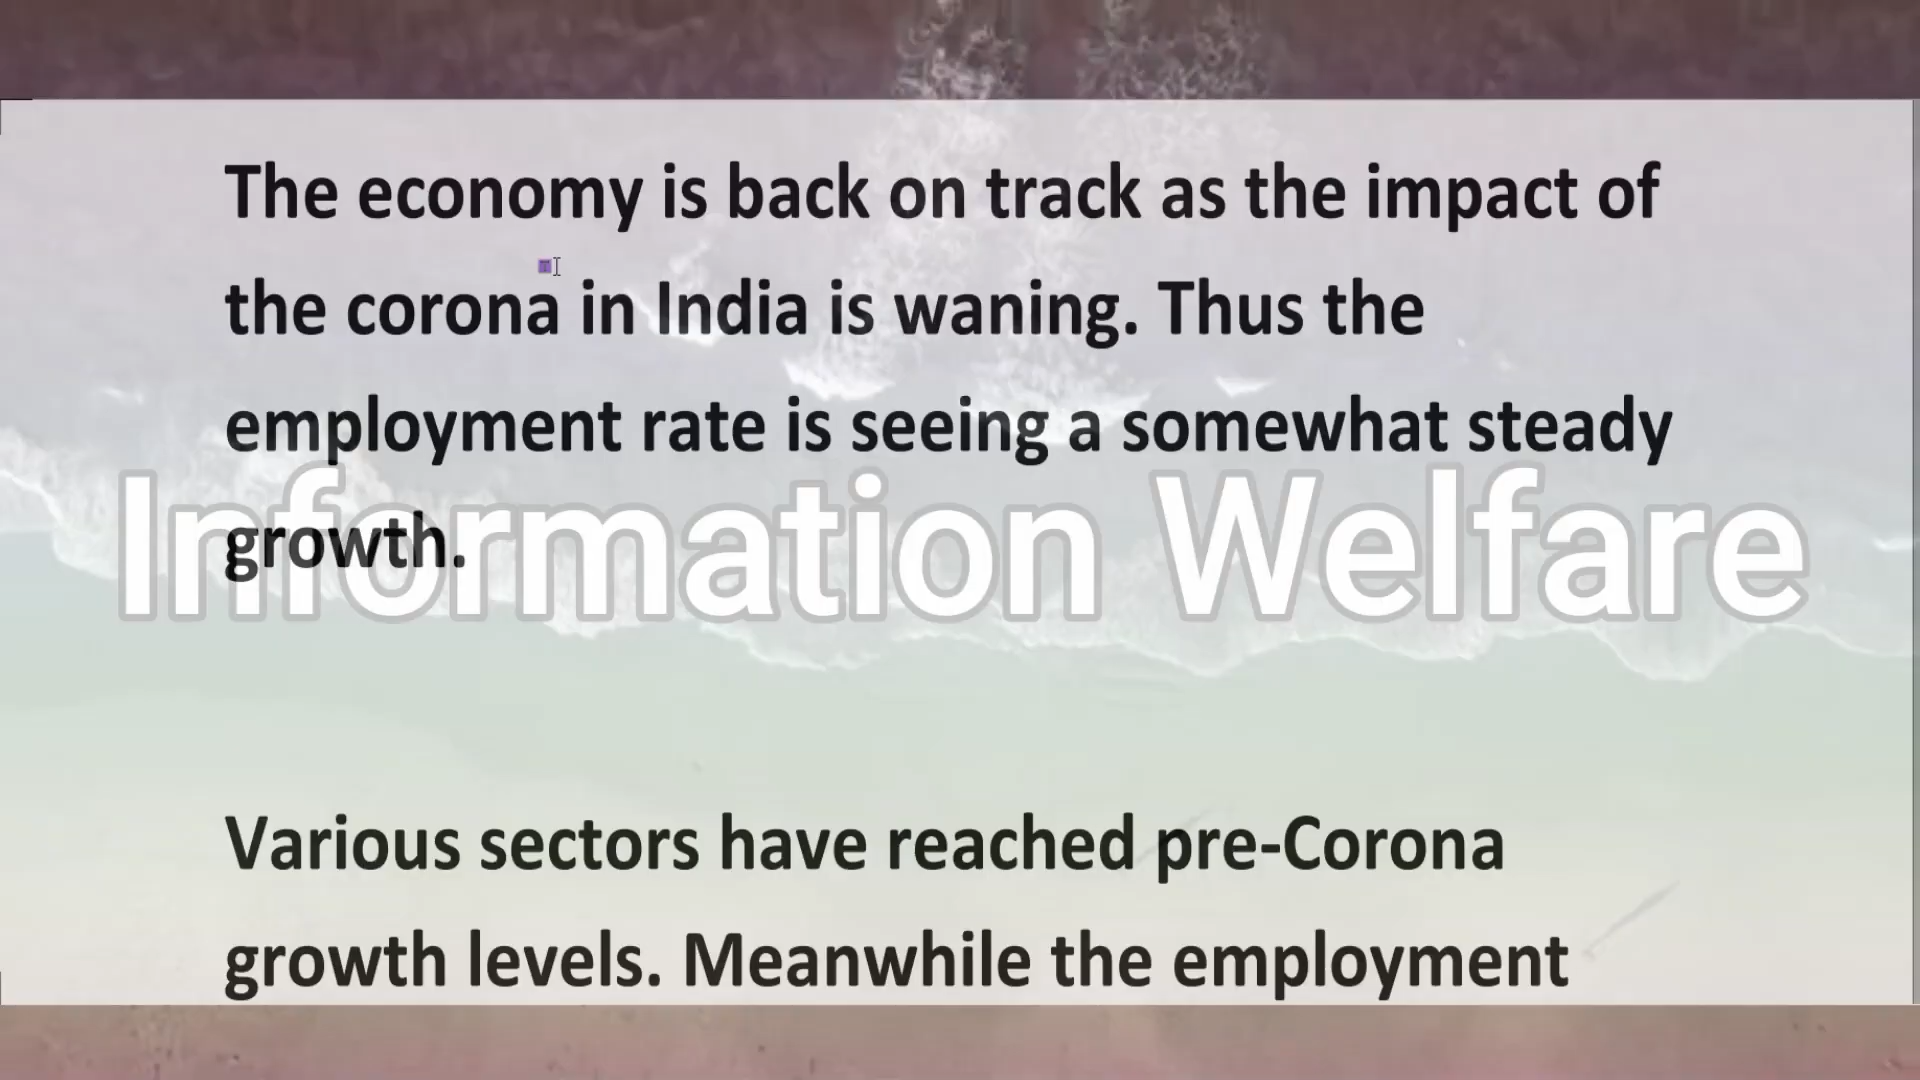 The economy is back on track as the impact of
the corona in India is waning. Thus the
employment rate is seeing a somewhat steady
growth.
Information Welfare
Various sectors have reached pre-Corona
growth levels. Meanwhile the employment